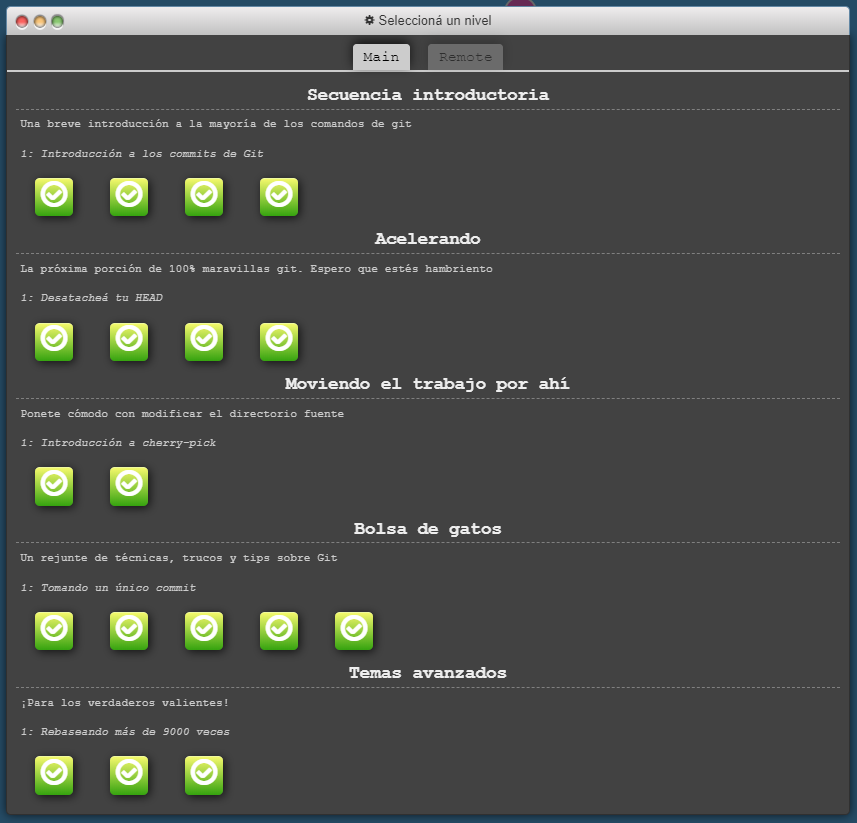 Seleccioná un nivel
Main Remote
Secuencia introductoria
Una breve introducción a la mayoría de los comandos de git
1: Introducción a los commits de Git
Acelerando
La próxima porción de 100% maravillas git. Espero que estés hambriento
1: Desatacheá tu HEAD
Moviendo el trabajo por ahí
Ponete cómodo con modificar el directorio fuente
1: Introducción a cherry-pick
Bolsa de gatos
Un rejunte de técnicas, trucos y tips sobre Git
1: Tomando un único commit
Temas avanzados
¡Para los verdaderos valientes!
1: Rebaseando más de 9000 veces